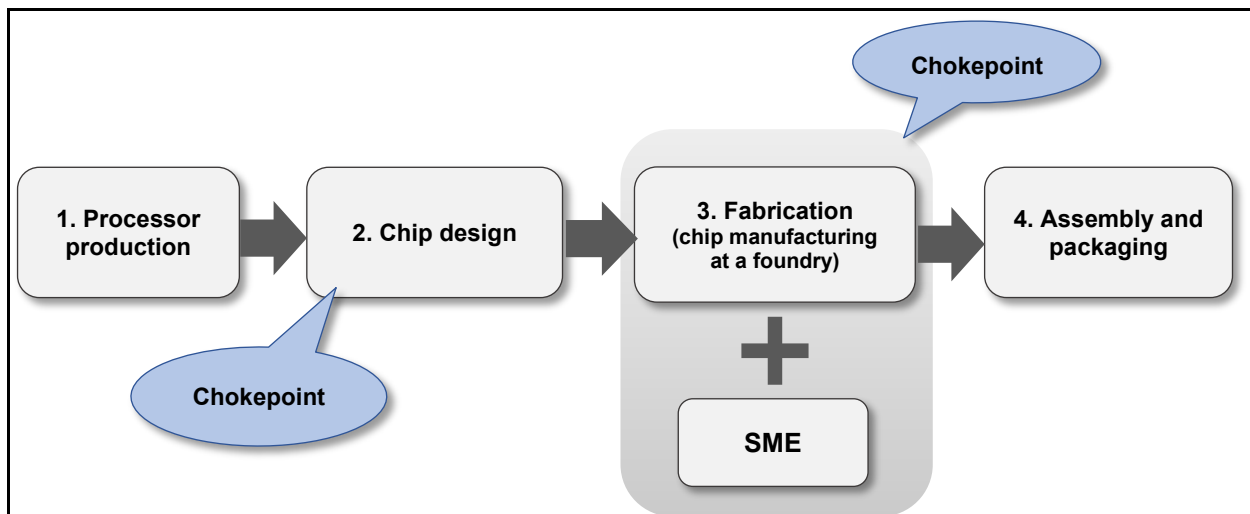 Chokepoint
1. Processor
production
2. Chip design
3. Fabrication
(chip manufacturing
at a foundry)
4. Assembly and
packaging
Chokepoint
SME